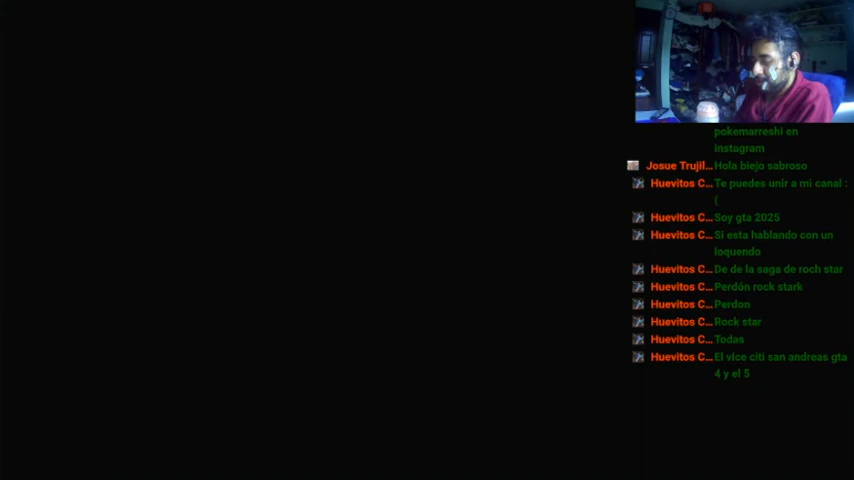 pokemarreshi en
instagram
Josue Trujil... Hola biejo sabroso
Huevitos C... Te puedes unir a mi canal :
(
Huevitos C... Soy gta 2025
Huevitos C... Si esta hablando con un
loquendo
Huevitos C... De de la saga de roch star
Huevitos C... Perdón rock stark
Huevitos C... Perdon
Huevitos C... Rock star
Huevitos C... Todas
Huevitos C... El vice citi san andreas gta
4 y el 5